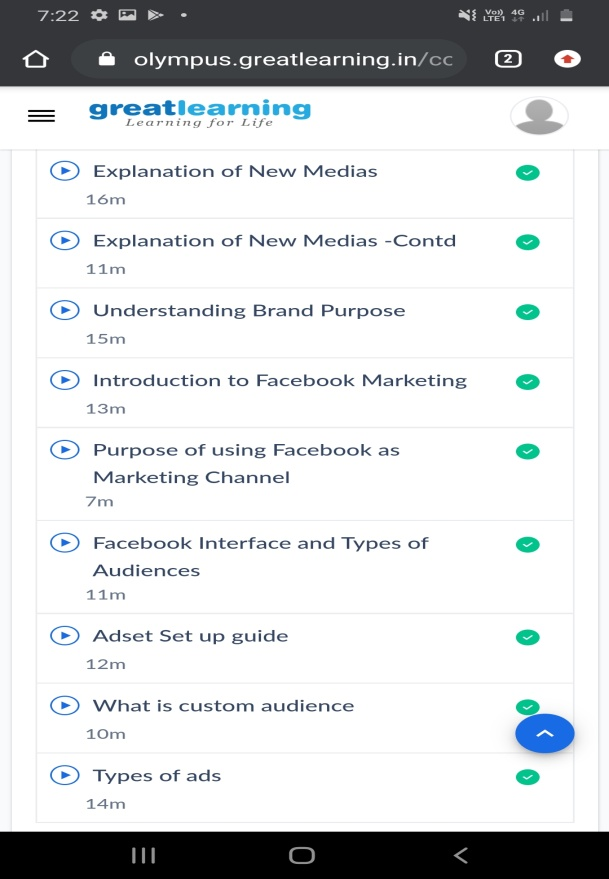 7:22
Vo)) 4G
LTE1
olympus.greatlearning.in/cc
2
greatlearning
Learning for Life
Explanation of New Medias
16m
Explanation of New Medias -Contd
11m
Understanding Brand Purpose
15m
Introduction to Facebook Marketing
13m
Purpose of using Facebook as
Marketing Channel
7m
Facebook Interface and Types of
Audiences
11m
Adset Set up guide
12m
What is custom audience
10m
Types of ads
14m